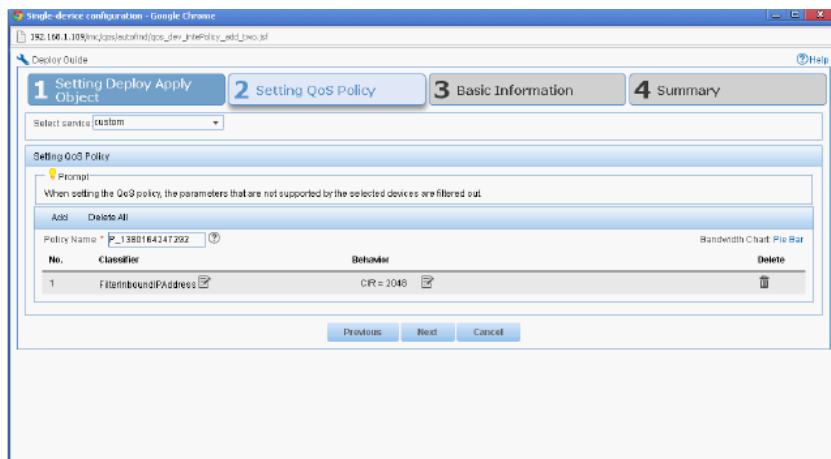 Single-device configuration - Google Chrome
192.168.1.109/imc/qos/autofind/qos_dev_intePolicy_add_two.jsf
Deploy Guide
Help
1 Setting Deploy Apply Object
2 Setting QoS Policy
3 Basic Information
4 Summary
Select service custom
Setting QoS Policy
Prompt
When setting the QoS policy, the parameters that are not supported by the selected devices are filtered out.
Add Delete All
Policy Name * P_1380164247292
Bandwidth Chart: Pie Bar
No. Classifier Behavior Delete
1 FilterInboundIPAddress CIR = 2048
Previous Next Cancel